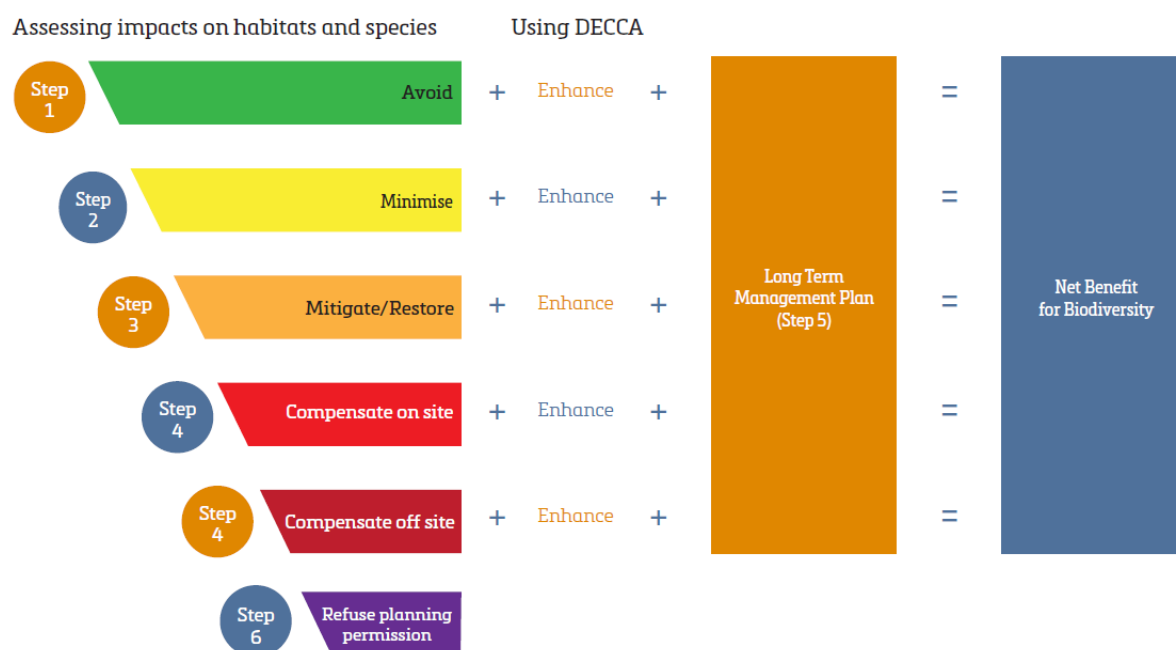 Assessing impacts on habitats and species
Using DECCA
Step
1
Avoid
+ Enhance + =
Step
2
Minimise
+ Enhance + =
Step
3
Mitigate/Restore
+ Enhance + =
Step
4
Compensate on site
+ Enhance + =
Step
4
Compensate off site
+ Enhance + =
Step
6
Refuse planning
permission
Long Term
Management Plan
(Step 5)
Net Benefit
for Biodiversity